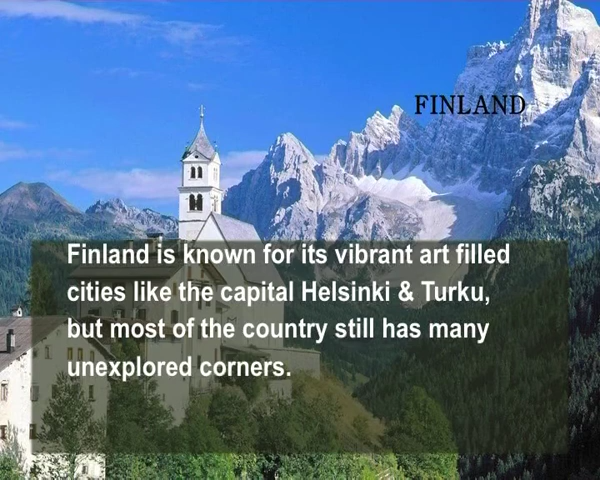 FINLAND
Finland is known for its vibrant art filled
cities like the capital Helsinki & Turku,
but most of the country still has many
unexplored corners.